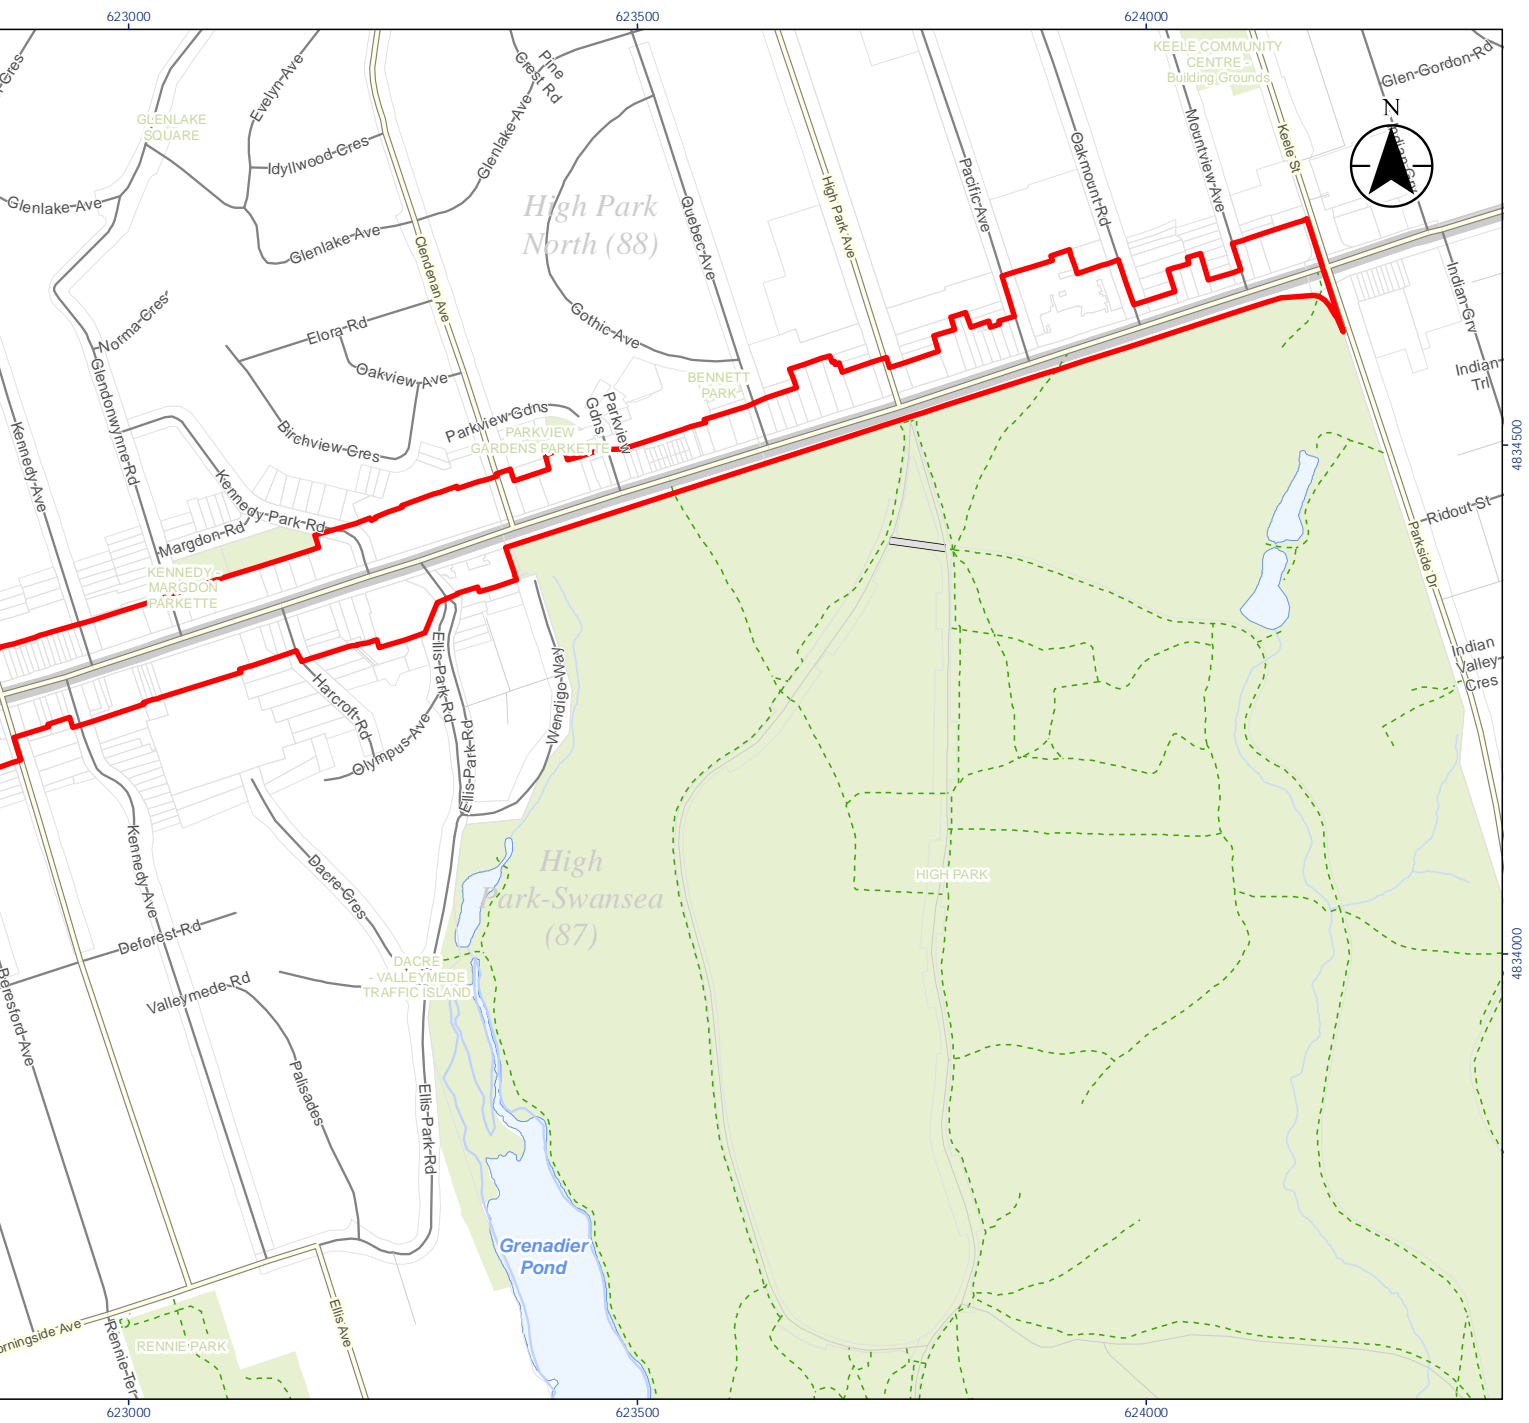 623000
623500
624000
Glen-Gordon-Rd
KEELE COMMUNITY
CENTRE -
Building Grounds
Pine
Crest Rd
Evelyn-Ave
N
GLENLAKE
SQUARE
Idyllwood-Cres
Glenlake-Ave
Keele St
Mountview-Ave
Oakmount-Rd
Pacific-Ave
High Park Ave
Quebec-Ave
Glenlake Ave
Glenlake-Ave
High Park
North (88)
Clendenan Ave
Indian-Grv
Norma-Cres
Elora-Rd
Gothic-Ave
Oakview-Ave
Glendonwynne-Rd
BENNETT
PARK
Indian
Trl
Parkview-Gdns
Parkview
Gdns
Birchview-Cres
PARKVIEW
GARDENS PARKETTE
4834500
Kennedy-Ave
Kennedy-Park-Rd
Margdon-Rd
Ridout-St
Parkside Dr
KENNEDY -
MARGDON
PARKETTE
Ellis-Park-Rd
Wendigo-Way
Indian
Valley
Cres
Harcroft-Rd
Olympus-Ave
Ellis-Park-Rd
Kennedy-Ave
Dacre-Cres
High
Park-Swansea
(87)
HIGH PARK
Deforest-Rd
4834000
Beresford-Ave
Valleymede Rd
DACRE
- VALLEYMEDE
TRAFFIC ISLAND
Palisades
Ellis-Park-Rd
Grenadier
Pond
Ellis Ave
orningside Ave
Rennie-Ter
RENNIE PARK
623000
623500
624000